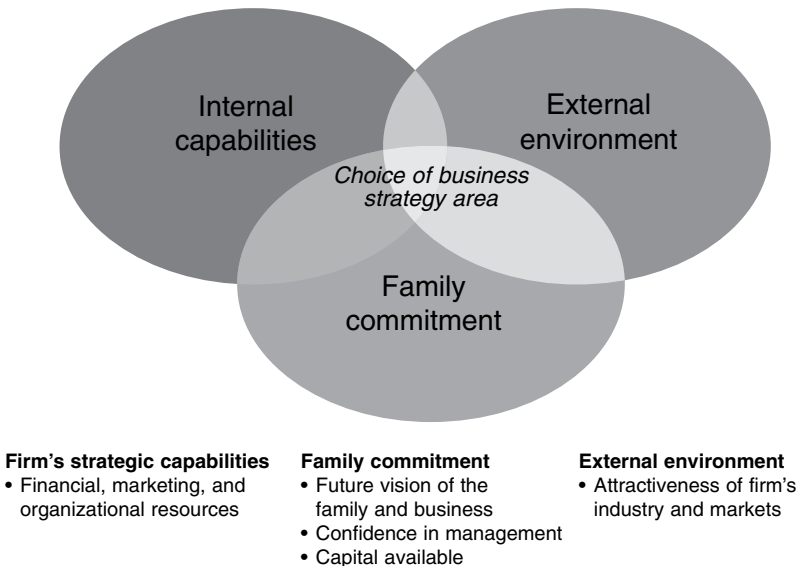 Internal
capabilities
External
environment
Choice of business
strategy area
Family
commitment
Firm’s strategic capabilities
• Financial, marketing, and
organizational resources
Family commitment
• Future vision of the
family and business
• Confidence in management
• Capital available
External environment
• Attractiveness of firm’s
industry and markets